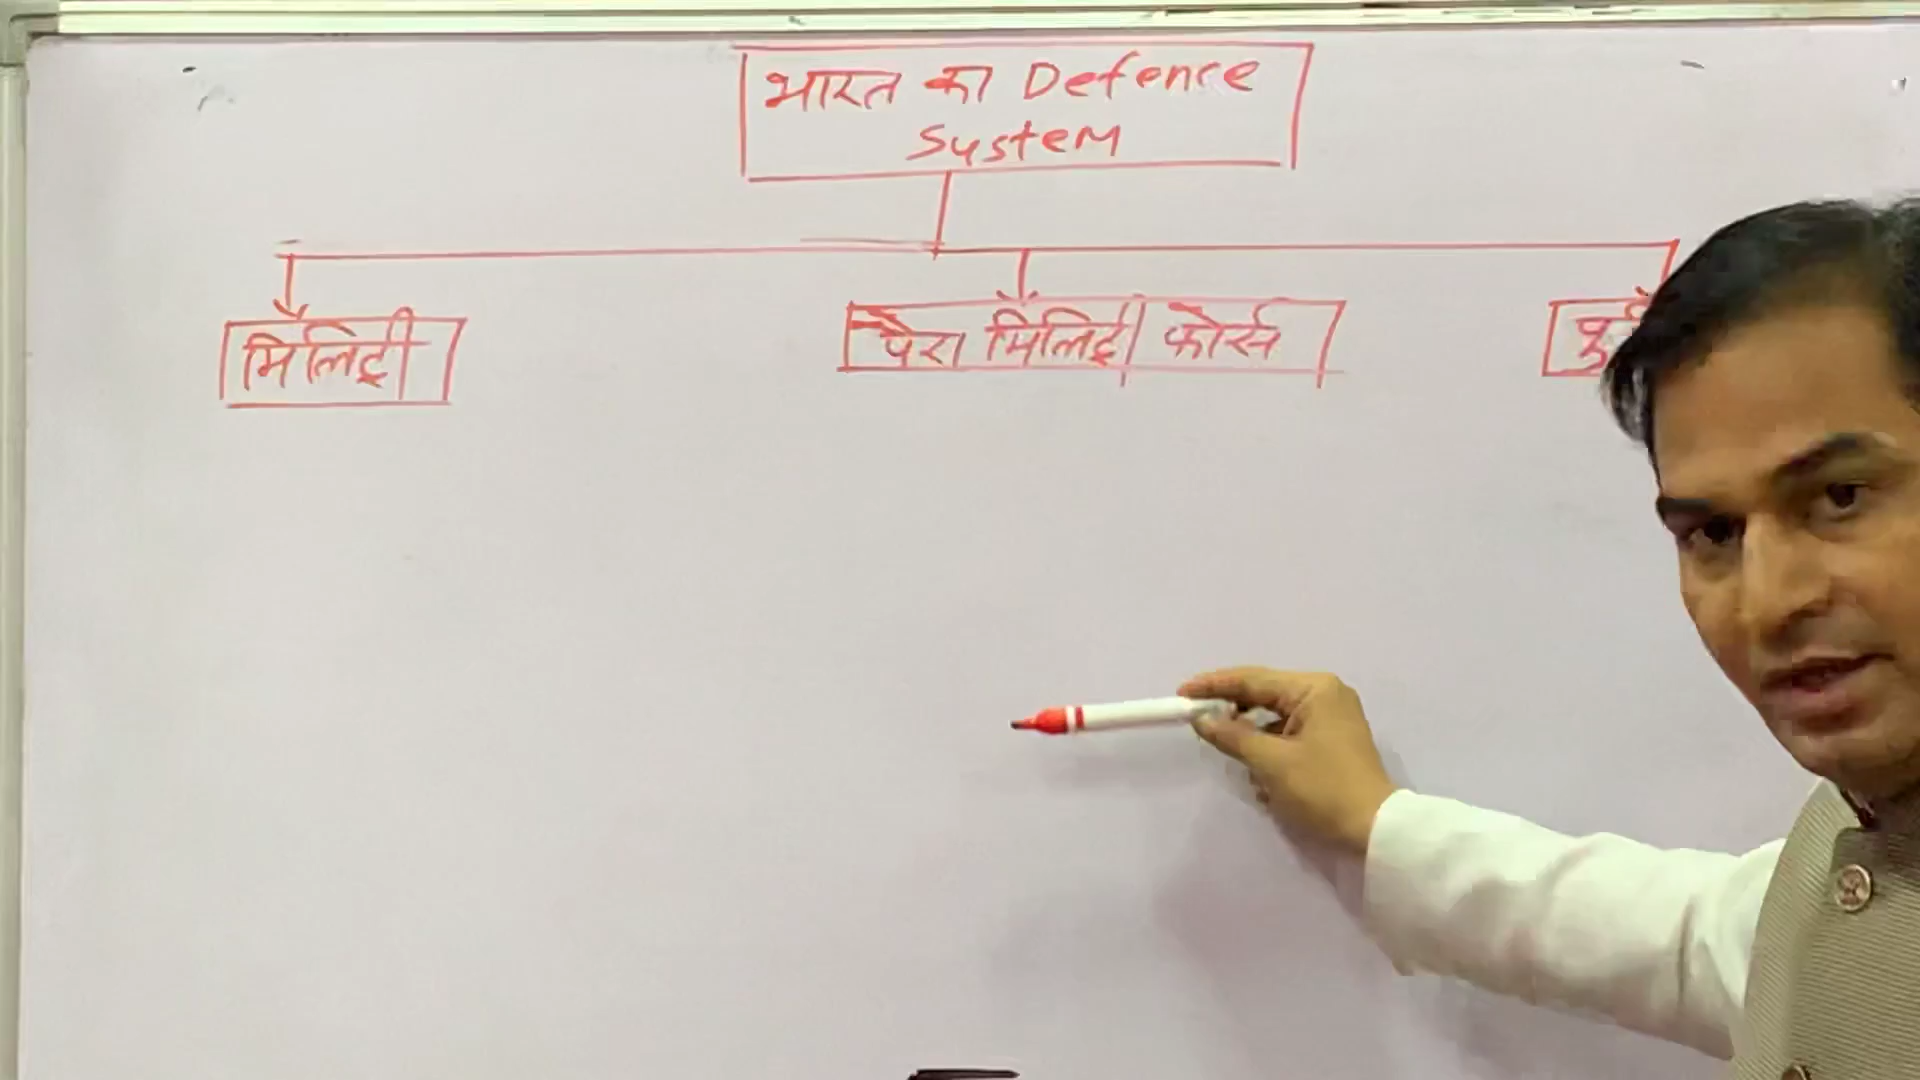 भारत का Defence
System
मिलिट्री
पैरा मिलिट्री फोर्स